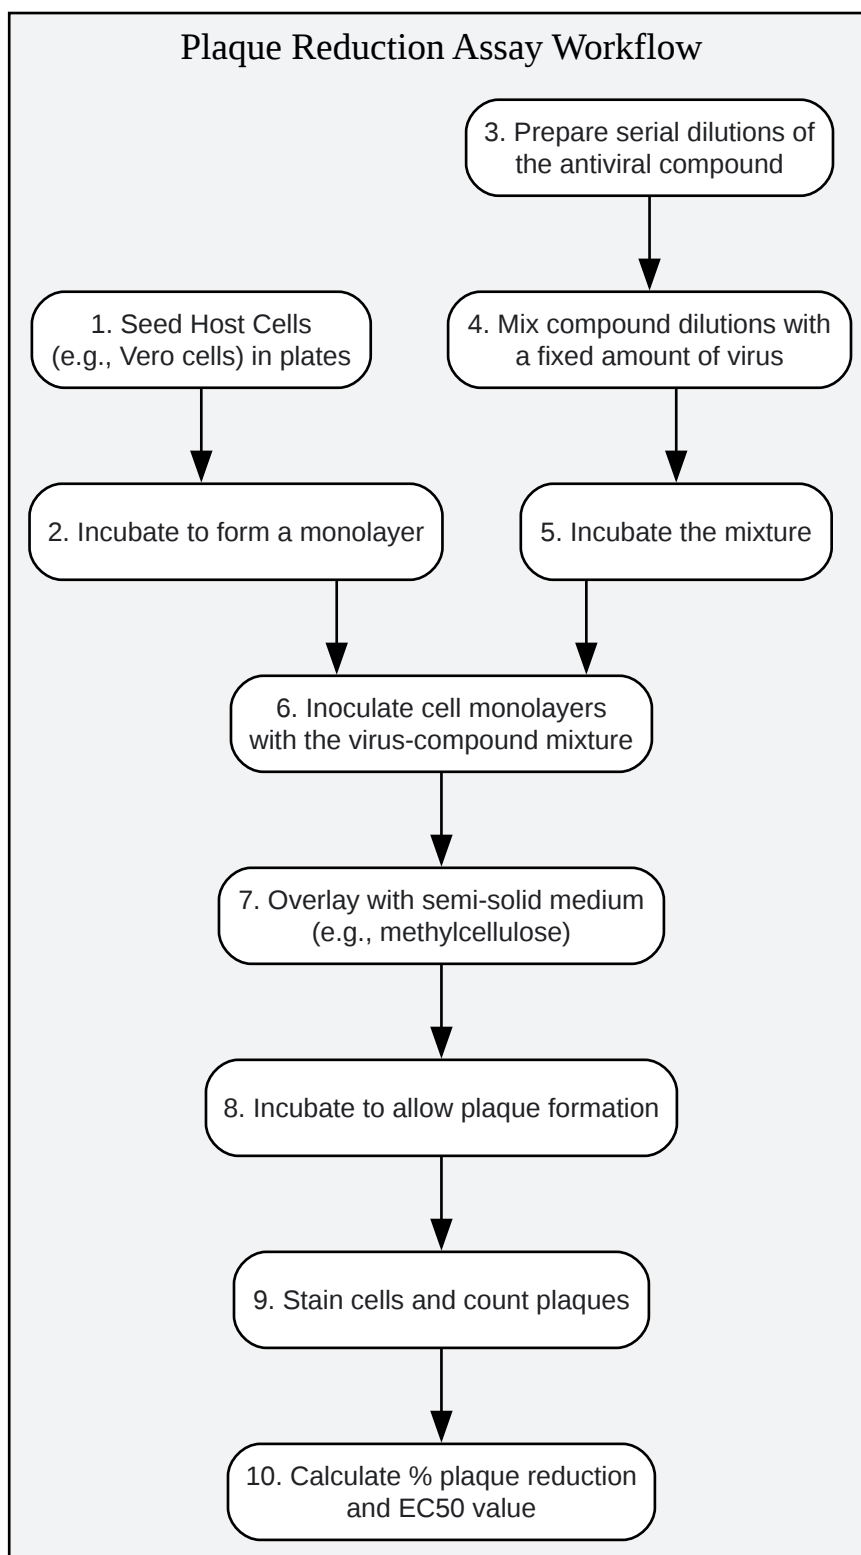 Plaque Reduction Assay Workflow
3. Prepare serial dilutions of
the antiviral compound
1. Seed Host Cells
(e.g., Vero cells) in plates
4. Mix compound dilutions with
a fixed amount of virus
2. Incubate to form a monolayer
5. Incubate the mixture
6. Inoculate cell monolayers
with the virus-compound mixture
7. Overlay with semi-solid medium
(e.g., methylcellulose)
8. Incubate to allow plaque formation
9. Stain cells and count plaques
10. Calculate % plaque reduction
and EC50 value